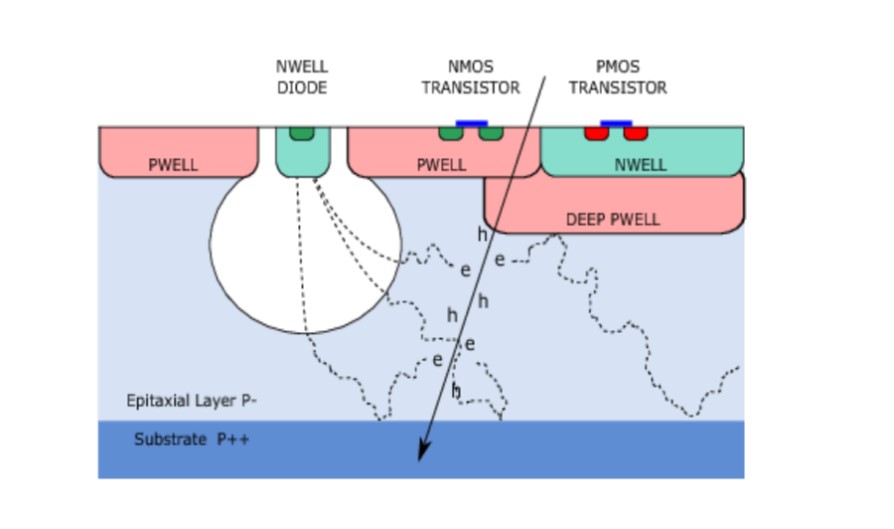 NWELL
DIODE
NMOS
TRANSISTOR
PMOS
TRANSISTOR
PWELL
PWELL
NWELL
DEEP PWELL
h
e
e
h
h
e
e
h
Epitaxial Layer P-
Substrate P++